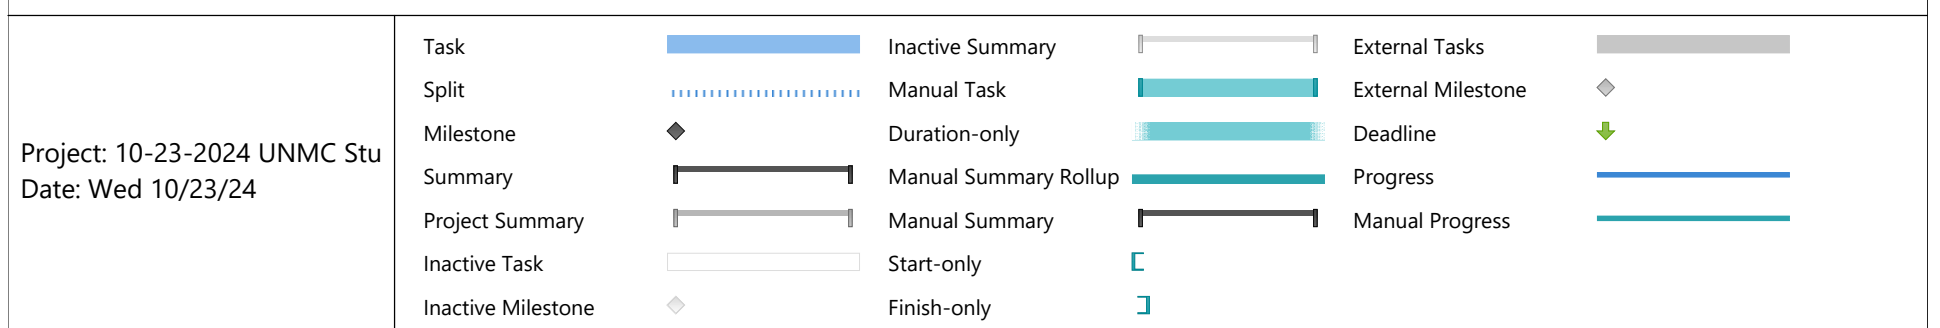 Project: 10-23-2024 UNMC Stu
Date: Wed 10/23/24
Task
Split
Milestone
Summary
Project Summary
Inactive Task
Inactive Milestone
Inactive Summary
Manual Task
Duration-only
Manual Summary Rollup
Manual Summary
Start-only
Finish-only
External Tasks
External Milestone
Deadline
Progress
Manual Progress